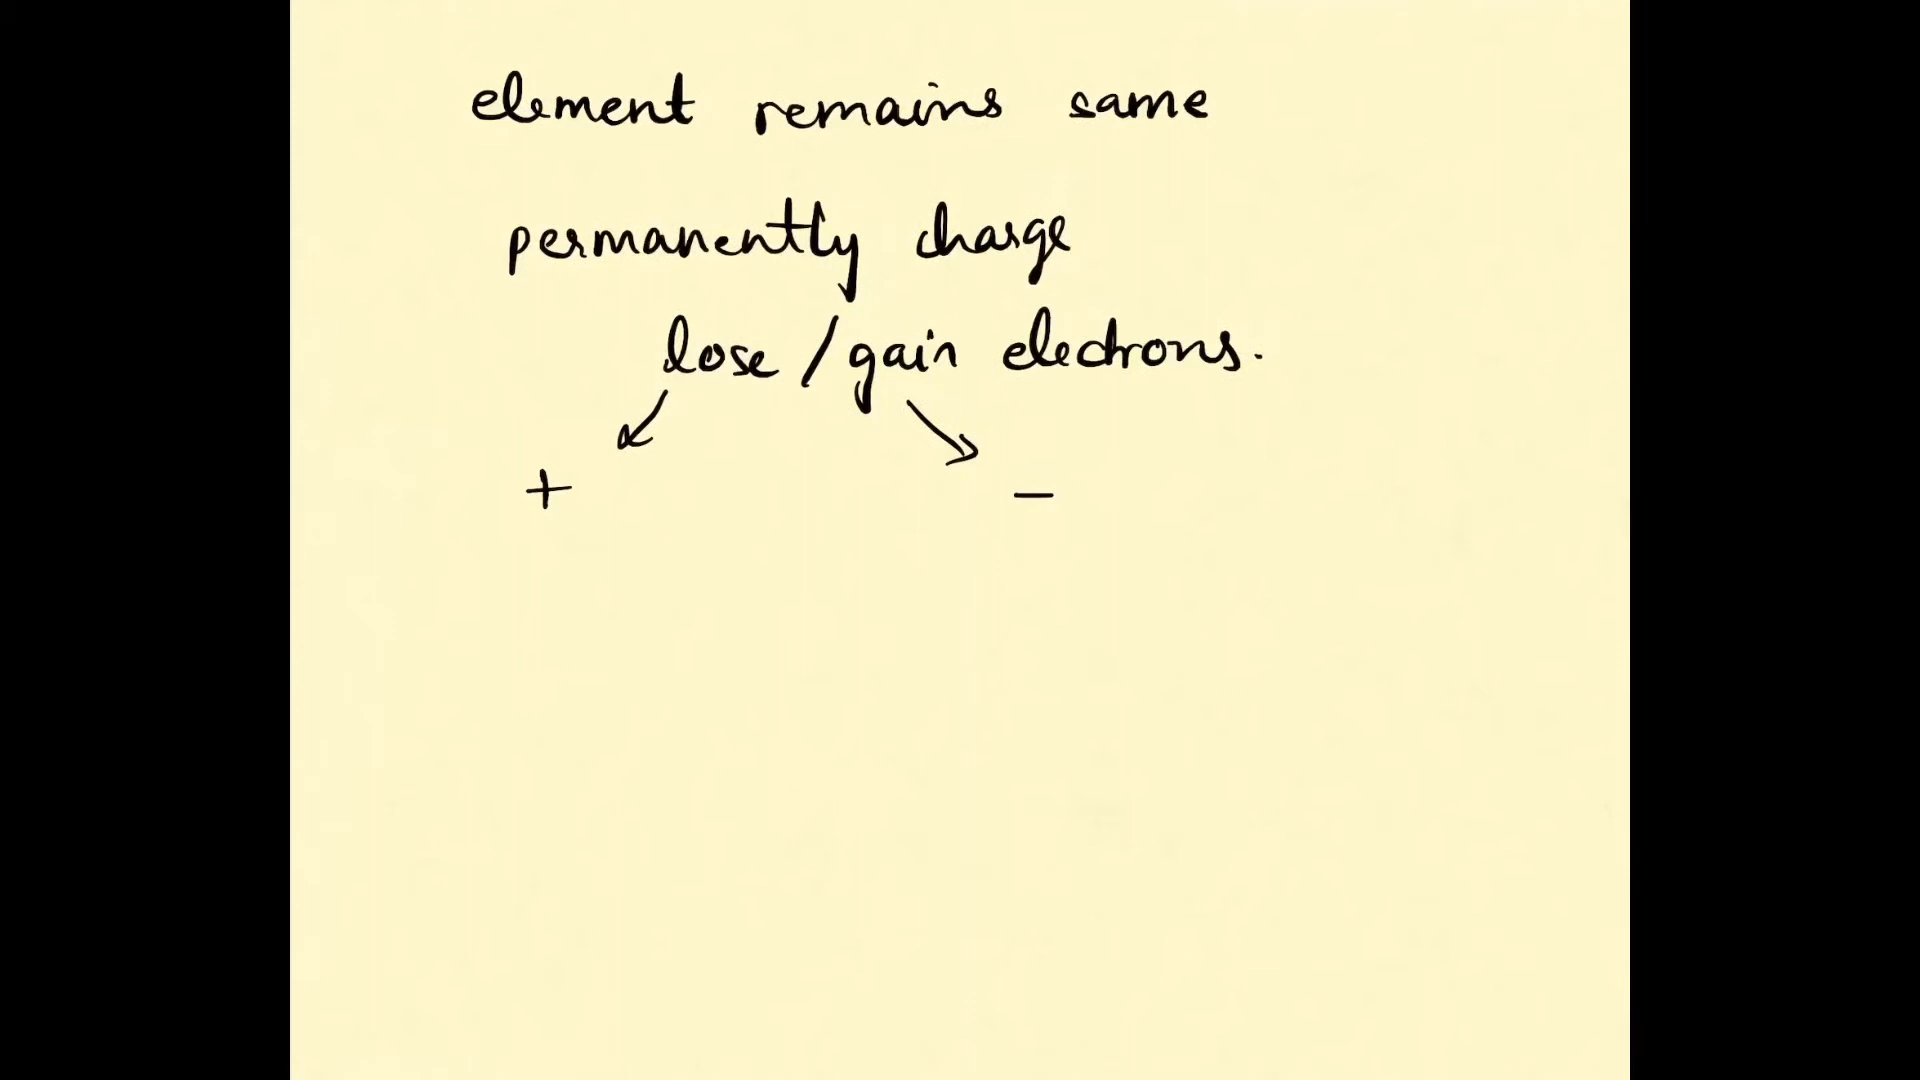 element remains same
permanently charge
lose / gain electrons.
+ −